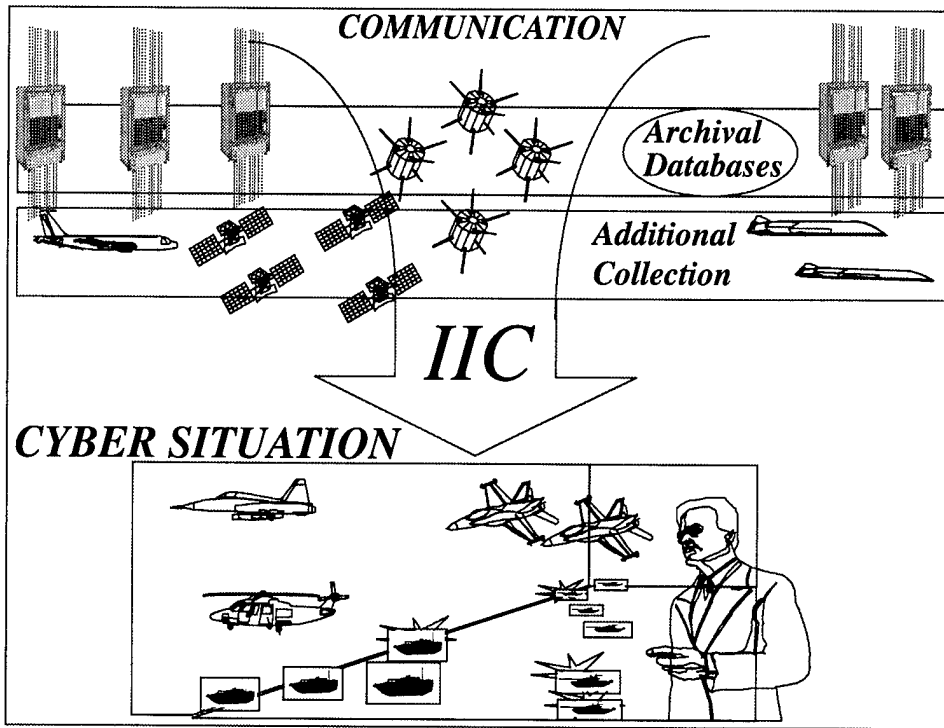 COMMUNICATION
Archival
Databases
Additional
Collection
IIC
CYBER SITUATION